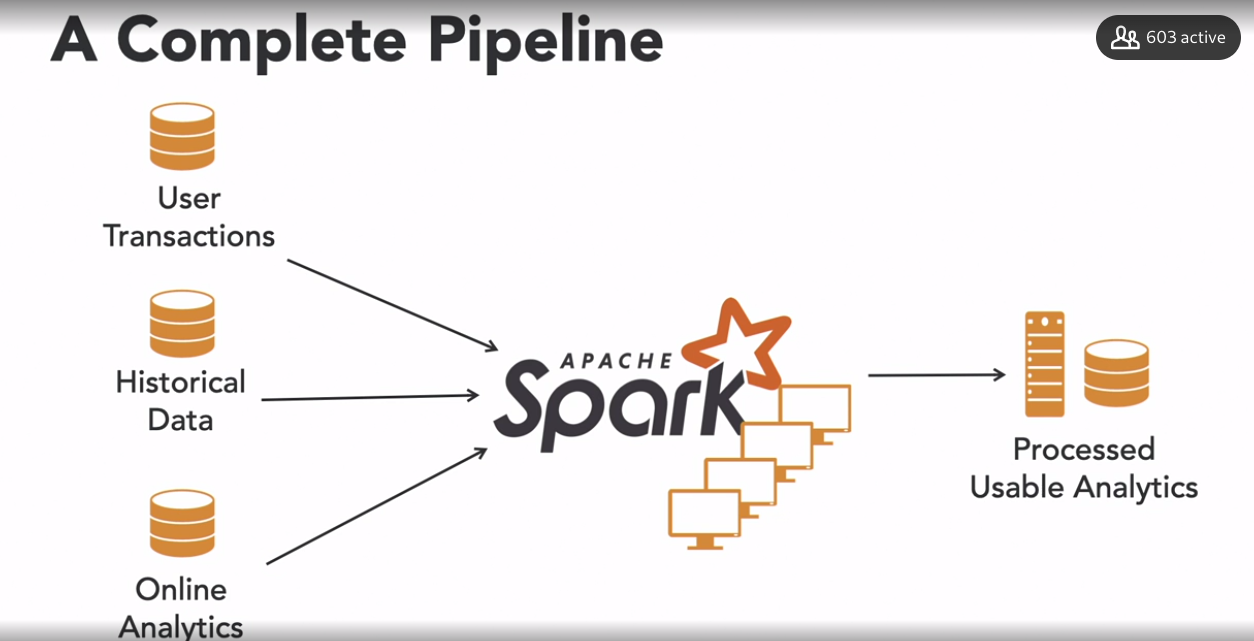 A Complete Pipeline
603 active
User
Transactions
Historical
Data
Online
Analytics
APACHE
Spark
Processed
Usable Analytics